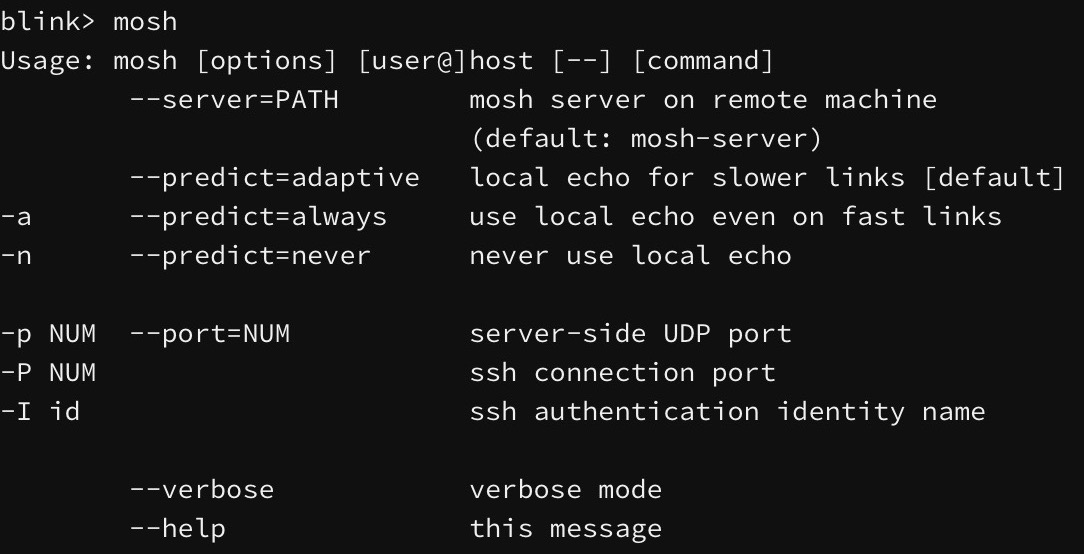 blink> mosh
Usage: mosh [options] [user@]host [--] [command]
        --server=PATH        mosh server on remote machine
                             (default: mosh-server)
        --predict=adaptive   local echo for slower links [default]
-a      --predict=always     use local echo even on fast links
-n      --predict=never      never use local echo

-p NUM  --port=NUM           server-side UDP port
-P NUM                       ssh connection port
-I id                        ssh authentication identity name

        --verbose            verbose mode
        --help               this message